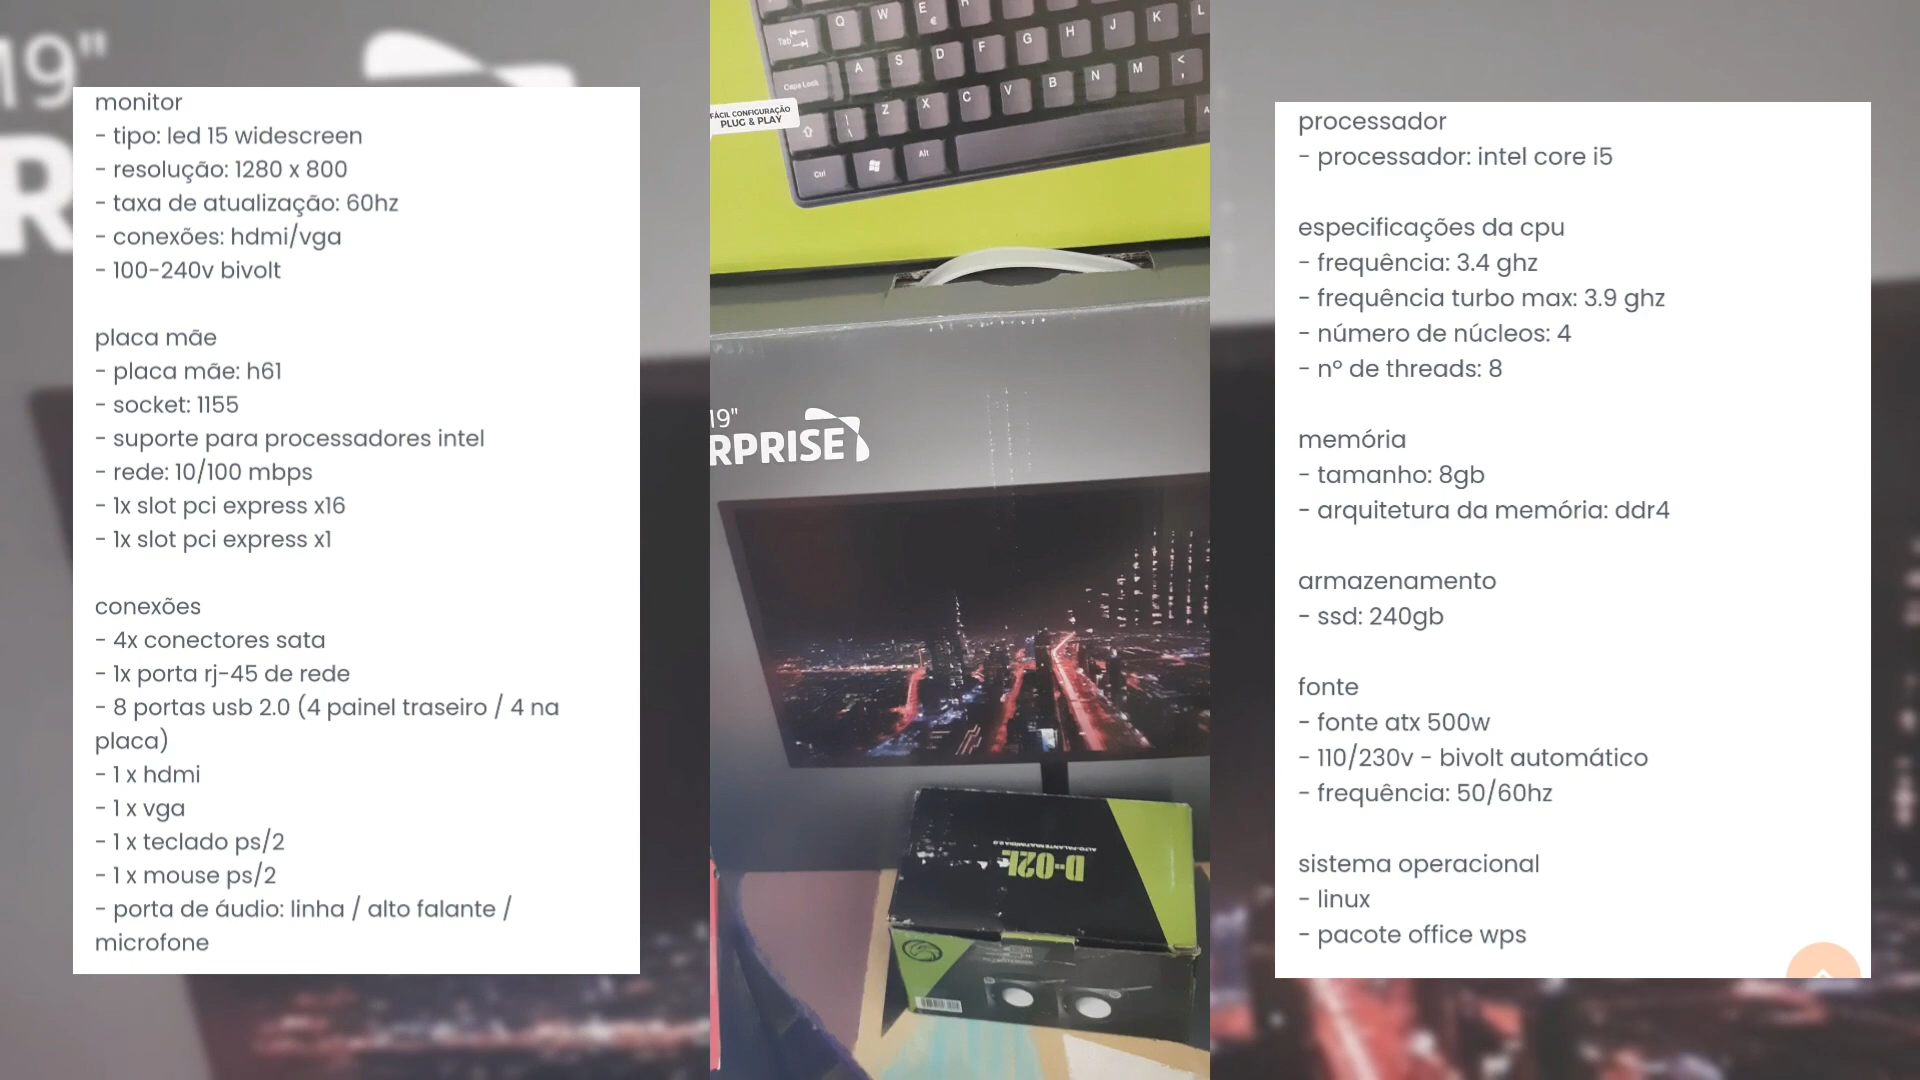 19"
R
monitor
- tipo: led 15 widescreen
- resolução: 1280 x 800
- taxa de atualização: 60hz
- conexões: hdmi/vga
- 100-240v bivolt
placa mãe
- placa mãe: h61
- socket: 1155
- suporte para processadores intel
- rede: 10/100 mbps
- 1x slot pci express x16
- 1x slot pci express x1
conexões
- 4x conectores sata
- 1x porta rj-45 de rede
- 8 portas usb 2.0 (4 painel traseiro / 4 na
placa)
- 1 x hdmi
- 1 x vga
- 1 x teclado ps/2
- 1 x mouse ps/2
- porta de áudio: linha / alto falante /
microfone
Q W E R
Tab
€
A S D F G H J K L
Caps Lock
Z X C V B N M <
,
FÁCIL CONFIGURAÇÃO
PLUG & PLAY
Ctrl Alt
19"
RPRISE
D-02L
ALTO-FALANTE MULTIMÍDIA 2.0
processador
- processador: intel core i5
especificações da cpu
- frequência: 3.4 ghz
- frequência turbo max: 3.9 ghz
- número de núcleos: 4
- nº de threads: 8
memória
- tamanho: 8gb
- arquitetura da memória: ddr4
armazenamento
- ssd: 240gb
fonte
- fonte atx 500w
- 110/230v - bivolt automático
- frequência: 50/60hz
sistema operacional
- linux
- pacote office wps